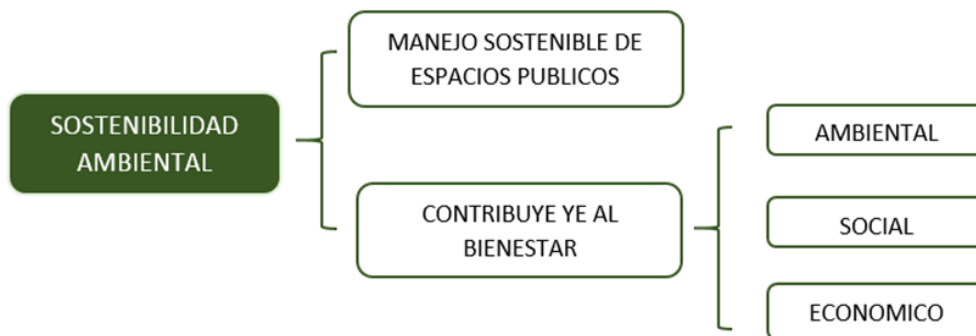 SOSTENIBILIDAD
AMBIENTAL
MANEJO SOSTENIBLE DE
ESPACIOS PUBLICOS
CONTRIBUYE YE AL
BIENESTAR
AMBIENTAL
SOCIAL
ECONOMICO